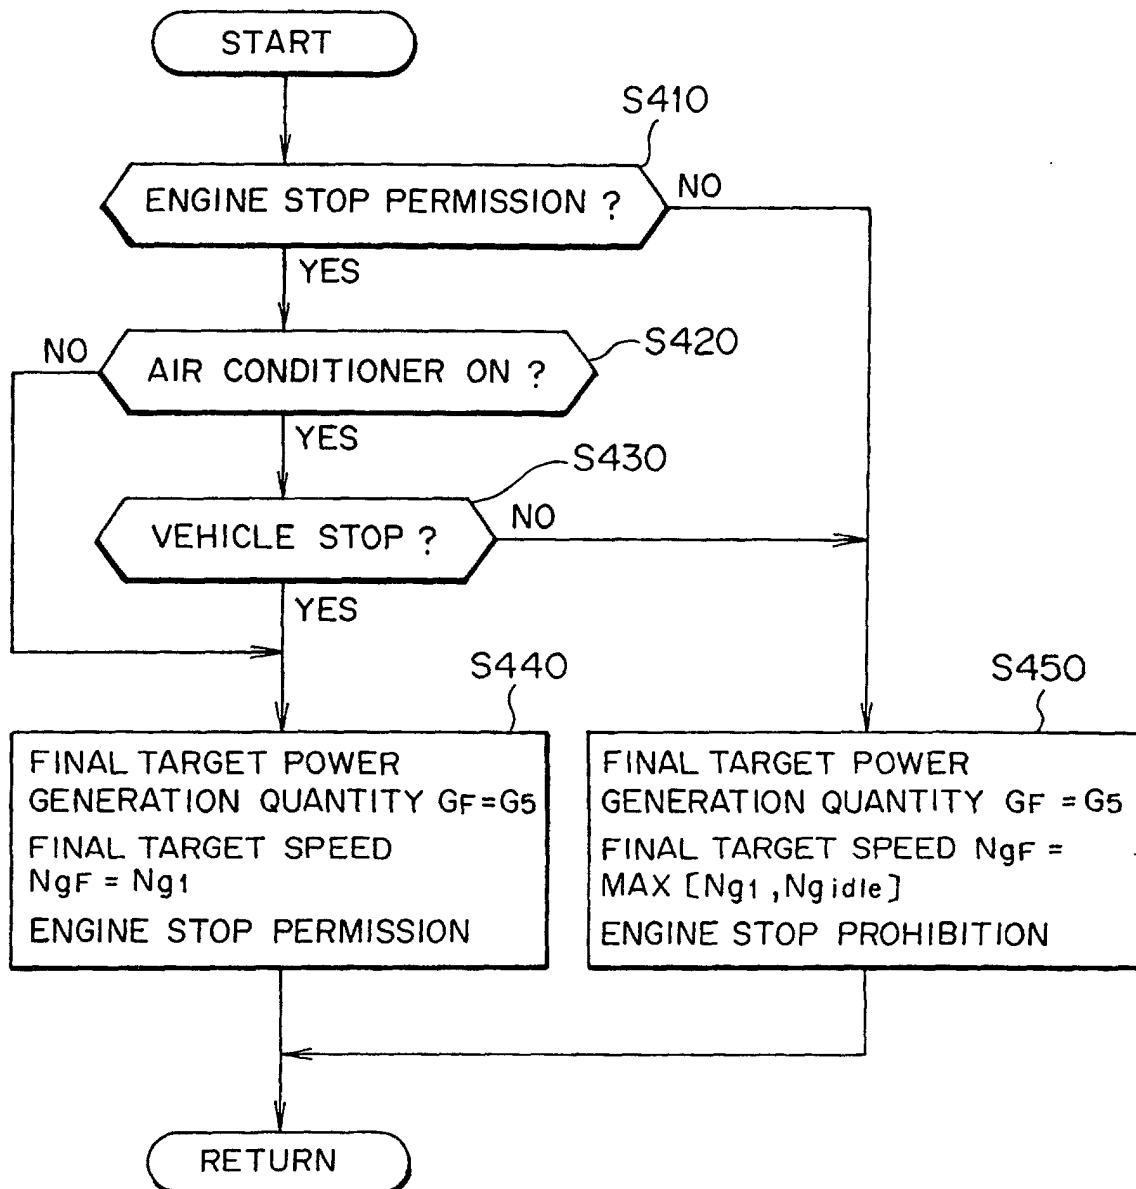 START
S410
ENGINE STOP PERMISSION ?
NO
YES
NO
AIR CONDITIONER ON ?
S420
YES
S430
VEHICLE STOP ?
NO
YES
S440
FINAL TARGET POWER
GENERATION QUANTITY GF=G5
FINAL TARGET SPEED
NgF = Ng1
ENGINE STOP PERMISSION
S450
FINAL TARGET POWER
GENERATION QUANTITY GF = G5
FINAL TARGET SPEED NgF =
MAX [Ng1 , Ngidle]
ENGINE STOP PROHIBITION
RETURN